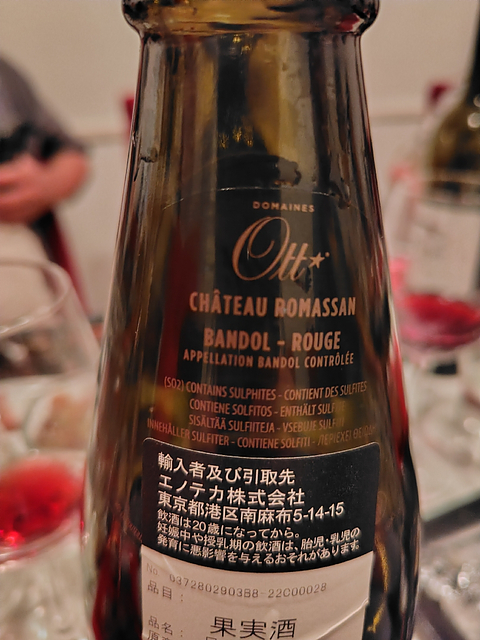 DOMAINES
Ott★
CHÂTEAU ROMASSAN
BANDOL - ROUGE
APPELLATION BANDOL CONTRÔLÉE
(SO2) CONTAINS SULPHITES - CONTIENT DES SULFITES
CONTIENE SOLFITOS - ENTHÄLT SULF
SISÄLTÄÄ SULFIITEJA - VSEBUJE SULF
INNEHÅLLER SULFITER - CONTIENE SOLFITI - ΠΕΡΙΕΧΕΙ
輸入者及び引取先
エノテカ株式会社
東京都港区南麻布5-14-15
飲酒は20歳になってから。
妊娠中や授乳期の飲酒は、胎児・乳児の
発育に悪影響を与えるおそれがあります
No 037280290388-22C00028
品目：
品名： 果実酒